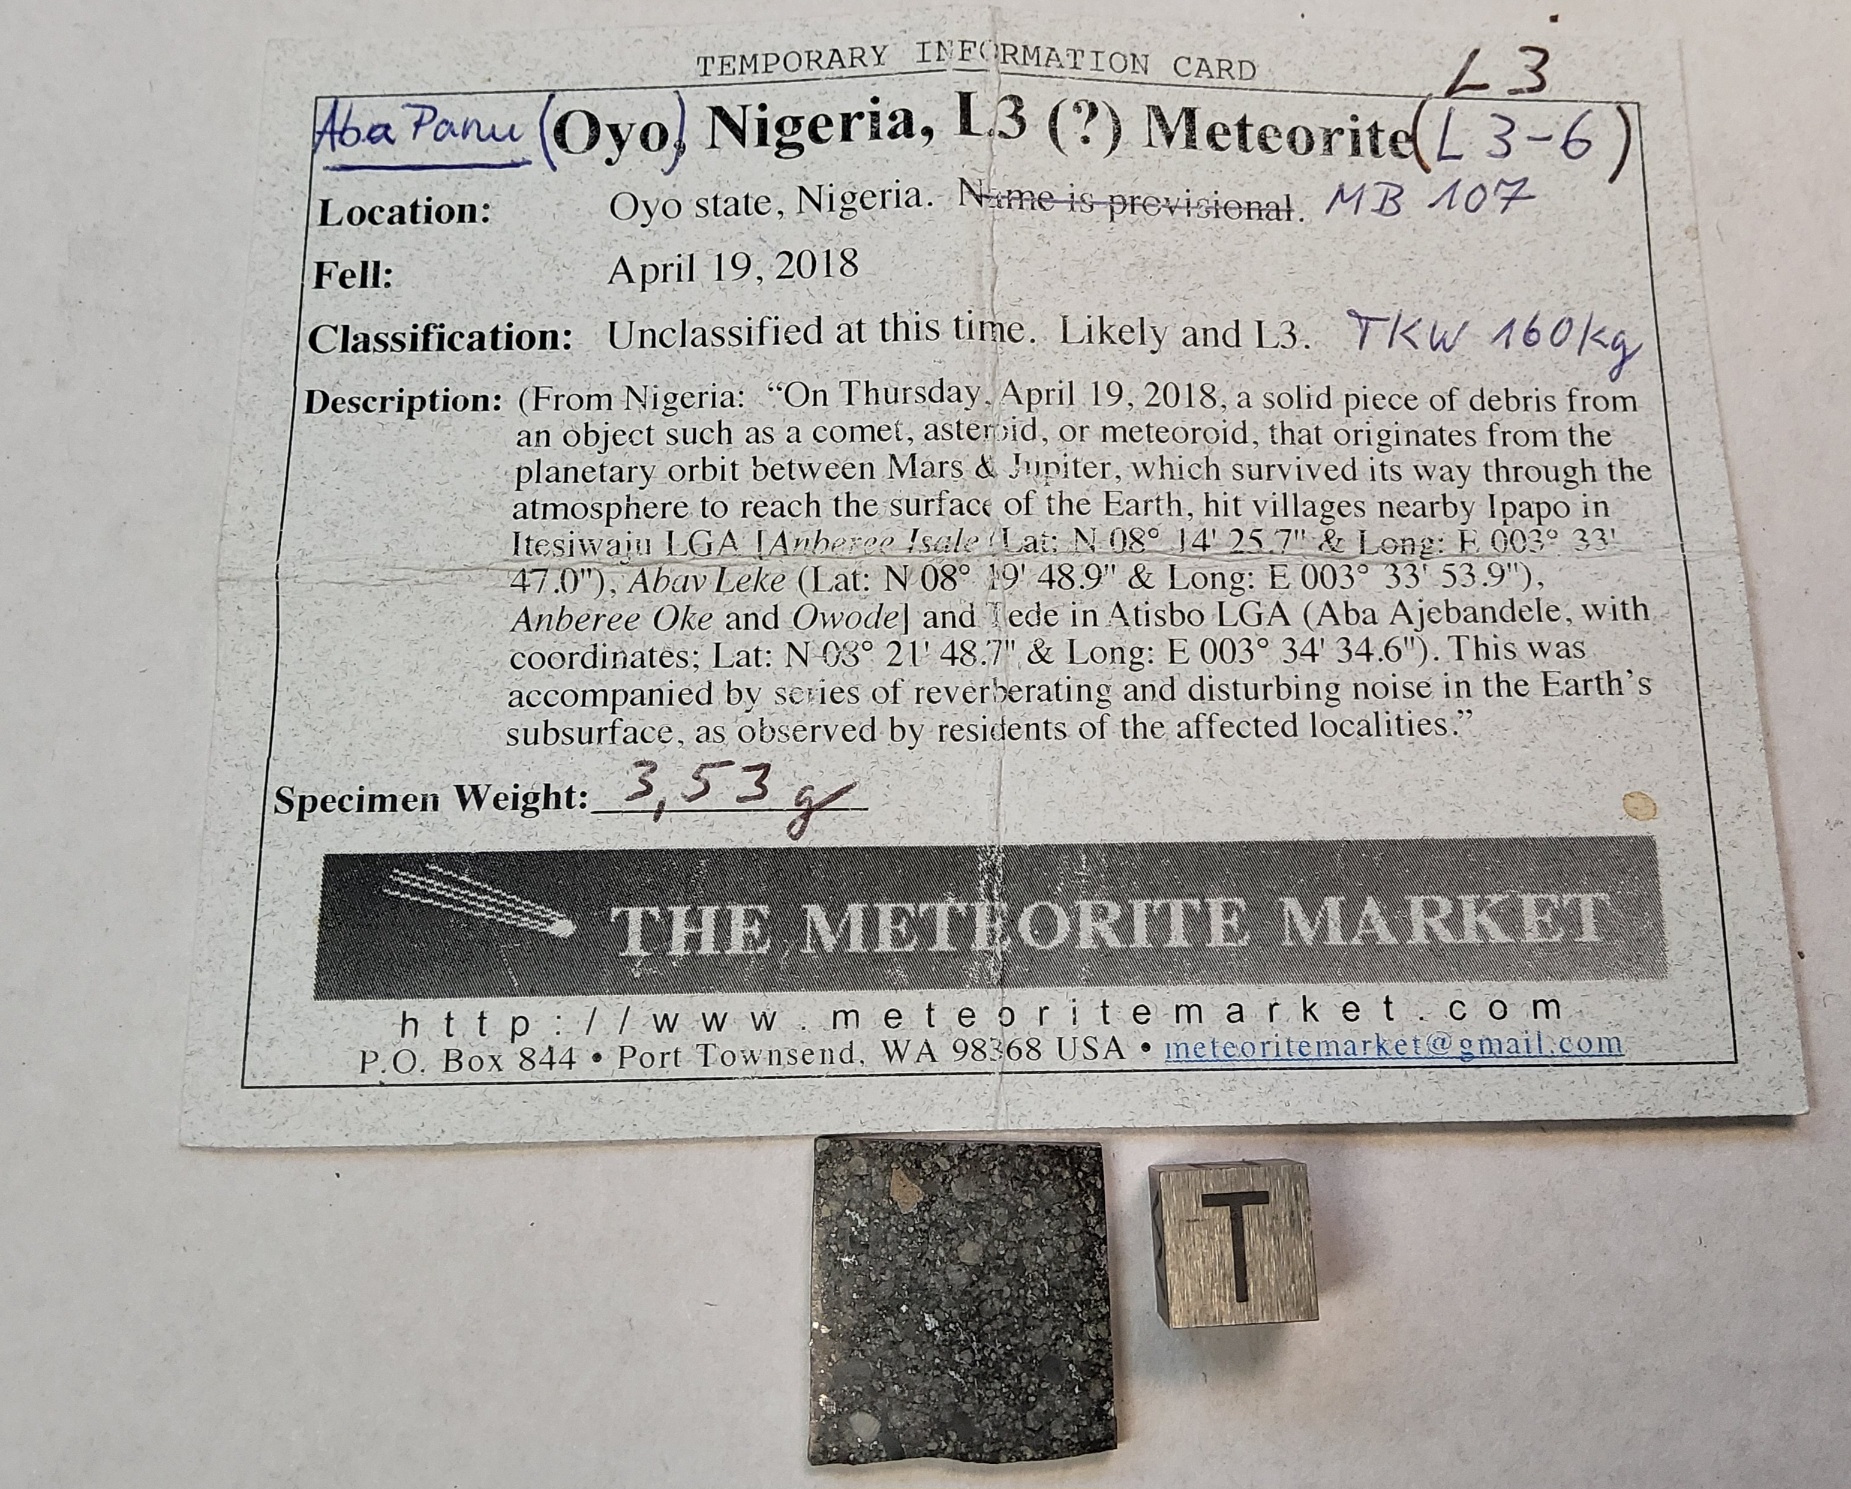 TEMPORARY INFORMATION CARD
L3
Aba Panu (Oyo), Nigeria, L3 (?) Meteorite (L 3-6)
Location: Oyo state, Nigeria. Name is provisional. MB 107
Fell: April 19, 2018
Classification: Unclassified at this time. Likely and L3. TKW 160kg
Description: (From Nigeria: “On Thursday, April 19, 2018, a solid piece of debris from
an object such as a comet, asteroid, or meteoroid, that originates from the
planetary orbit between Mars & Jupiter, which survived its way through the
atmosphere to reach the surface of the Earth, hit villages nearby Ipapo in
Itesiwaju LGA [Anberee Isale (Lat: N 08° 14' 25.7" & Long: E 003° 33'
47.0"), Abav Leke (Lat: N 08° 19' 48.9" & Long: E 003° 33' 53.9"),
Anberee Oke and Owode] and Tede in Atisbo LGA (Aba Ajebandele, with
coordinates; Lat: N 08° 21' 48.7" & Long: E 003° 34' 34.6"). This was
accompanied by series of reverberating and disturbing noise in the Earth’s
subsurface, as observed by residents of the affected localities.”
Specimen Weight: 3,53 g
THE METEORITE MARKET
http://www.meteoritemarket.com
P.O. Box 844 • Port Townsend, WA 98368 USA • meteoritemarket@gmail.com
T